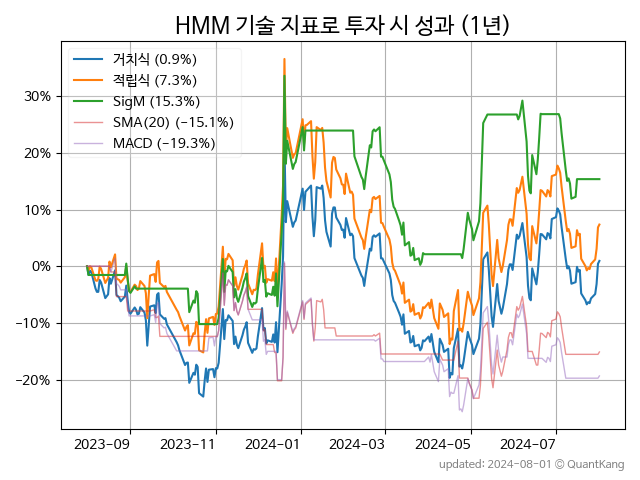 HMM 기술 지표로 투자 시 성과 (1년)
거치식 (0.9%)
적립식 (7.3%)
SigM (15.3%)
SMA(20) (−15.1%)
MACD (−19.3%)
30%
20%
10%
0%
−10%
−20%
2023-09 2023-11 2024-01 2024-03 2024-05 2024-07
updated: 2024-08-01 © QuantKang